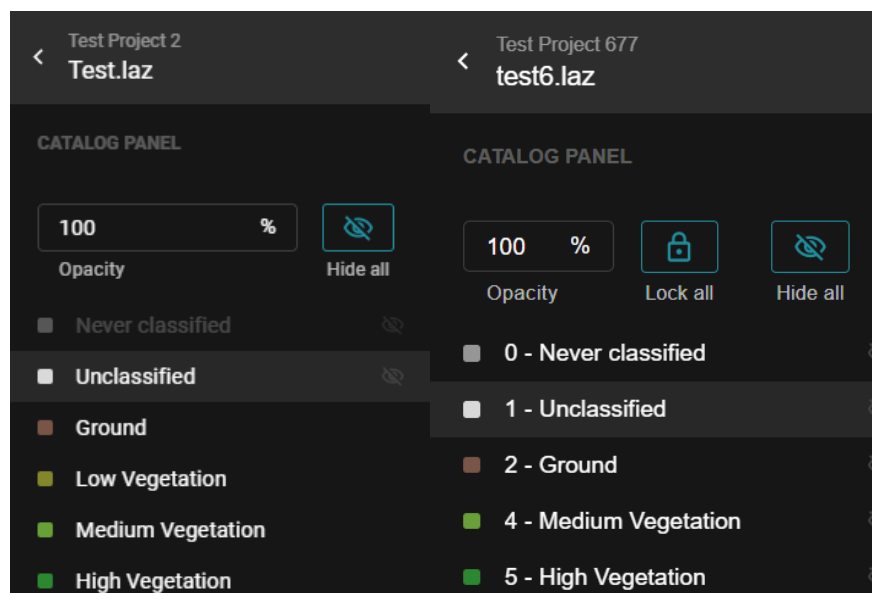 Test Project 2
Test.laz
CATALOG PANEL
100 %
Opacity Hide all
Never classified
Unclassified
Ground
Low Vegetation
Medium Vegetation
High Vegetation
Test Project 677
test6.laz
CATALOG PANEL
100 %
Opacity Lock all Hide all
0 - Never classified
1 - Unclassified
2 - Ground
4 - Medium Vegetation
5 - High Vegetation